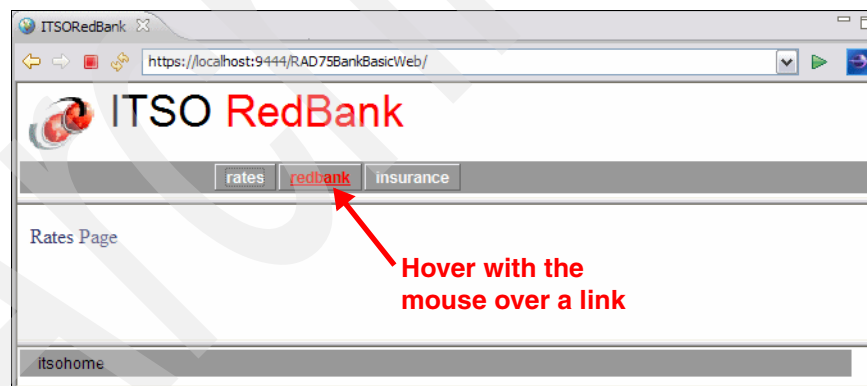 ITSORedBank
https://localhost:9444/RAD75BankBasicWeb/
ITSO RedBank
rates redbank insurance
Rates Page
Hover with the
mouse over a link
itsohome